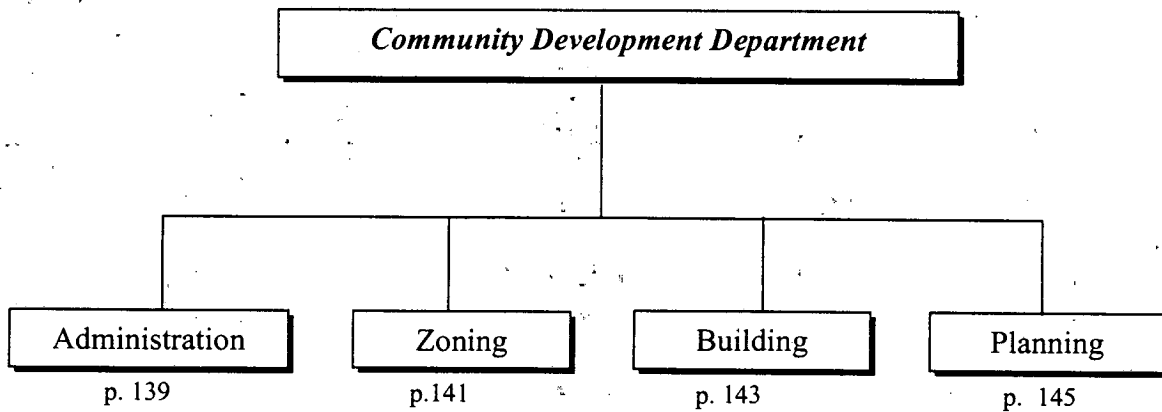 Community Development Department
Administration Zoning Building Planning
p. 139 p.141 p. 143 p. 145